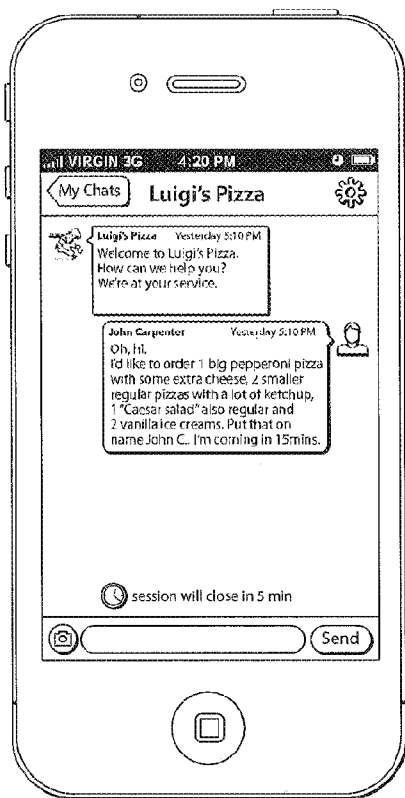 VIRGIN 3G 4:20 PM
My Chats Luigi's Pizza
Luigi's Pizza Yesterday 5:10 PM
Welcome to Luigi's Pizza.
How can we help you?
We're at your service.
John Carpenter Yesterday 5:10 PM
Oh, hi.
I'd like to order 1 big pepperoni pizza
with some extra cheese, 2 smaller
regular pizzas with a lot of ketchup,
1 "Caesar salad" also regular and
2 vanilla ice creams. Put that on
name John C.. I'm coming in 15mins.
session will close in 5 min
Send